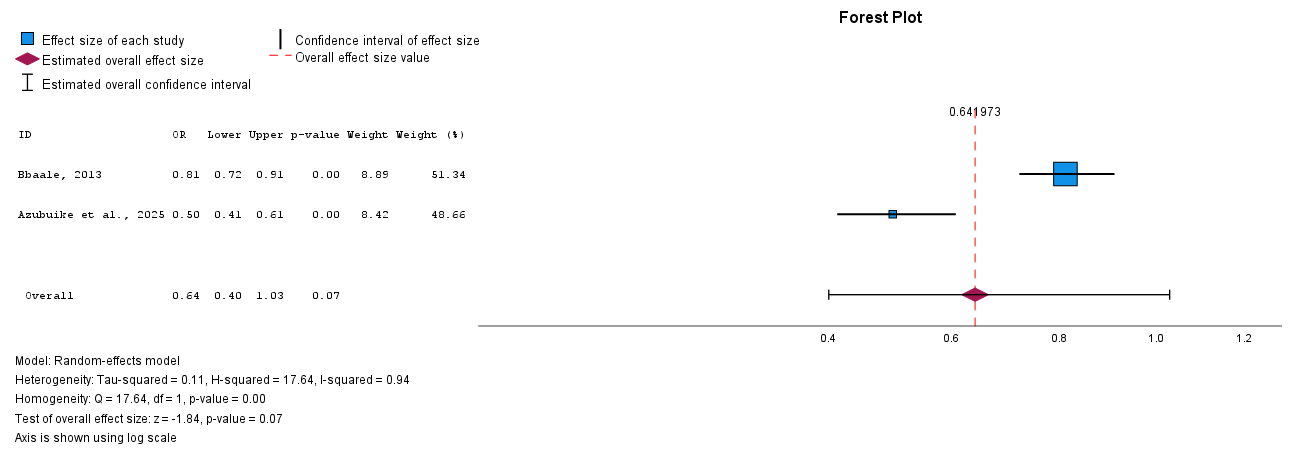 Forest Plot
Effect size of each study
Confidence interval of effect size
Estimated overall effect size
Overall effect size value
Estimated overall confidence interval
0.641973
ID OR Lower Upper p-value Weight Weight (%)
Bbaale, 2013 0.81 0.72 0.91 0.00 8.89 51.34
Azubuike et al., 2025 0.50 0.41 0.61 0.00 8.42 48.66
Overall 0.64 0.40 1.03 0.07
0.4 0.6 0.8 1.0 1.2
Model: Random-effects model
Heterogeneity: Tau-squared = 0.11, H-squared = 17.64, I-squared = 0.94
Homogeneity: Q = 17.64, df = 1, p-value = 0.00
Test of overall effect size: z = -1.84, p-value = 0.07
Axis is shown using log scale